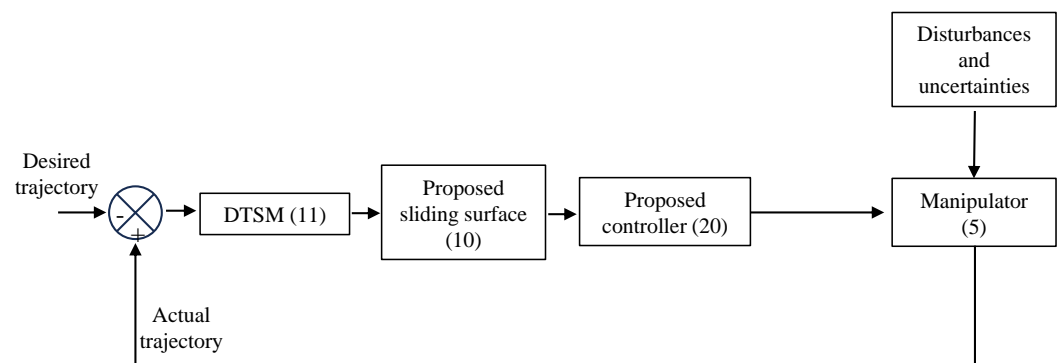 Disturbances
and
uncertainties
Desired
trajectory
-
+
DTSM (11)
Proposed
sliding surface
(10)
Proposed
controller (20)
Manipulator
(5)
Actual
trajectory